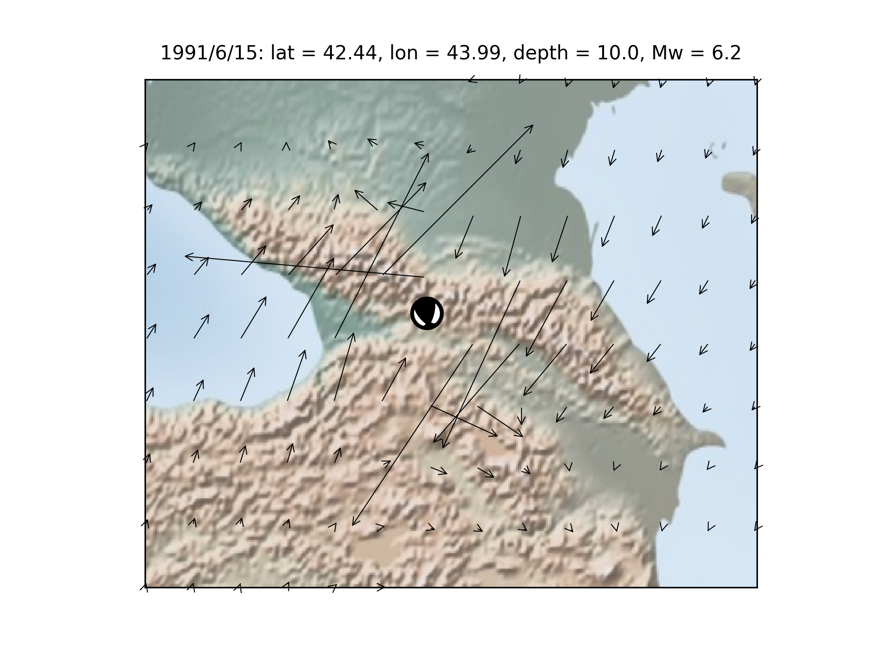 1991/6/15: lat = 42.44, lon = 43.99, depth = 10.0, Mw = 6.2